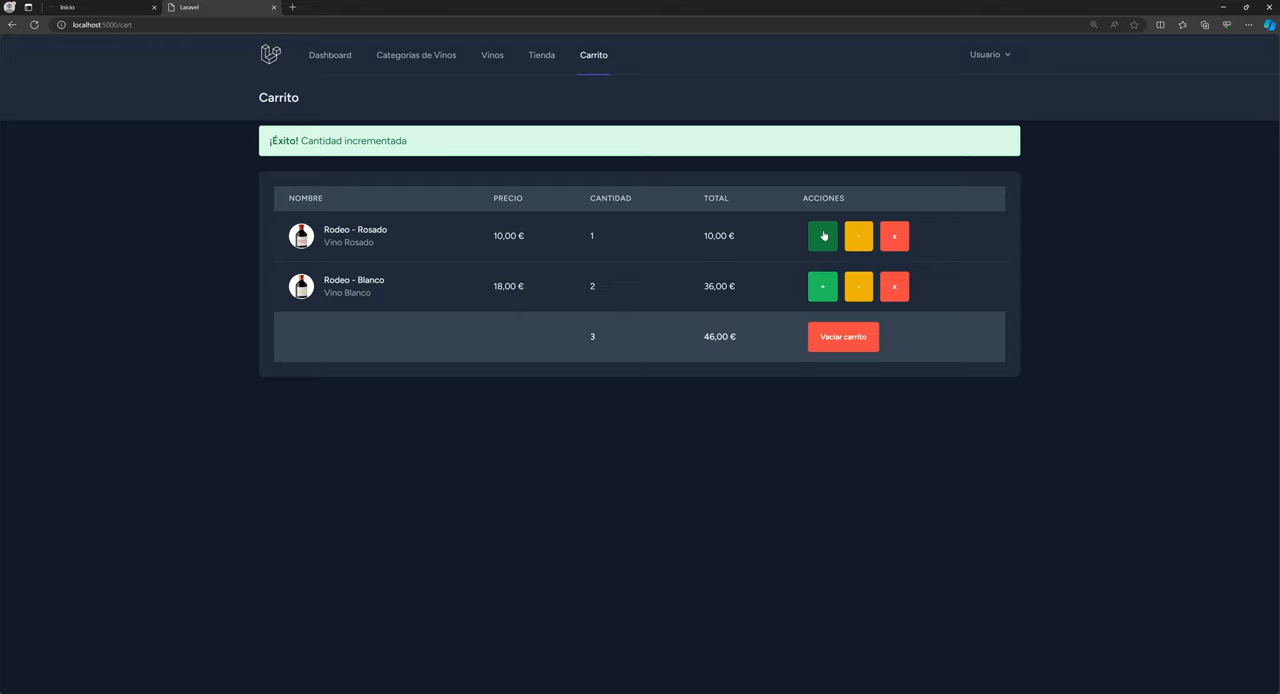 Inicio
Laravel
localhost:5000/cart
Dashboard
Categorías de Vinos
Vinos
Tienda
Carrito
Usuario
Carrito
¡Éxito! Cantidad incrementada
NOMBRE PRECIO CANTIDAD TOTAL ACCIONES
Rodeo - Rosado
Vino Rosado
10,00 € 1 10,00 € - x
Rodeo - Blanco
Vino Blanco
18,00 € 2 36,00 € + - x
3 46,00 € Vaciar carrito